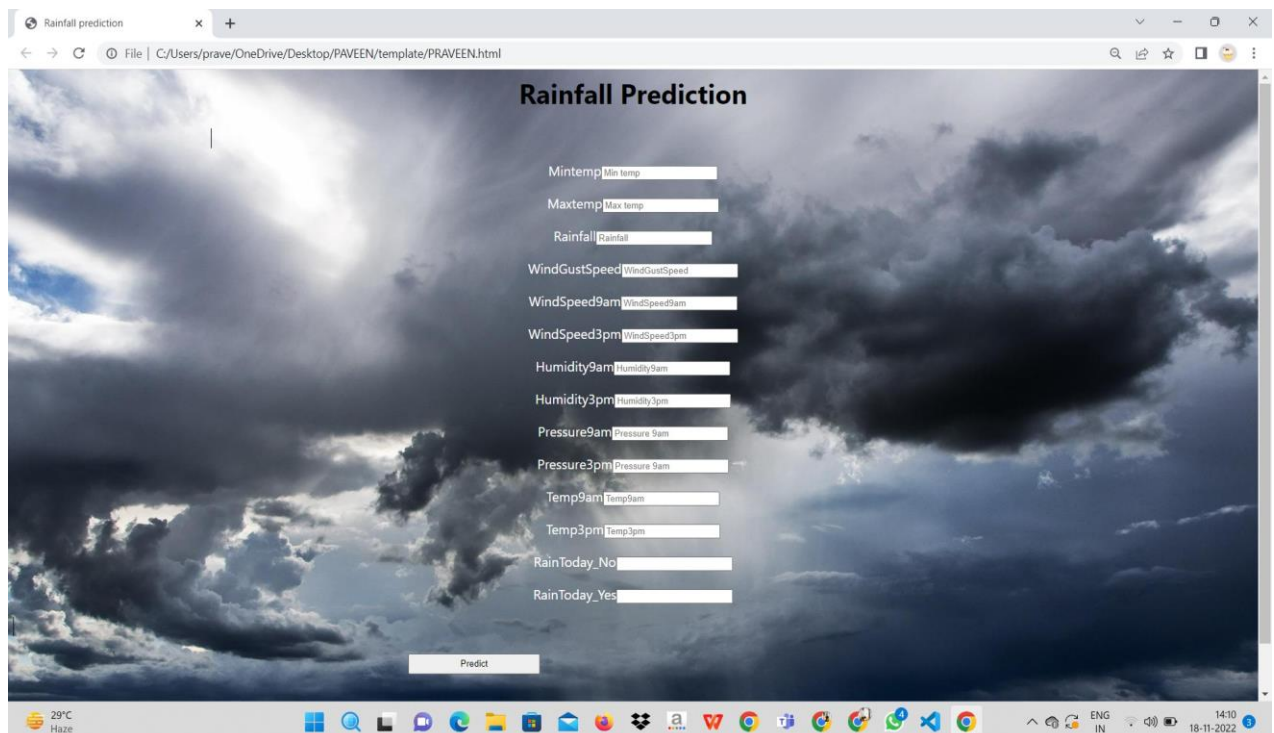 Rainfall prediction
File | C:/Users/prave/OneDrive/Desktop/PAVEEN/template/PRAVEEN.html
Rainfall Prediction
Mintemp Min temp
Maxtemp Max temp
Rainfall Rainfall
WindGustSpeed WindGustSpeed
WindSpeed9am WindSpeed9am
WindSpeed3pm WindSpeed3pm
Humidity9am Humidity9am
Humidity3pm Humidity3pm
Pressure9am Pressure 9am
Pressure3pm Pressure 9am
Temp9am Temp9am
Temp3pm Temp3pm
RainToday_No
RainToday_Yes
Predict
29°C
Haze
a
W
4
ENG
IN
14:10
18-11-2022
3